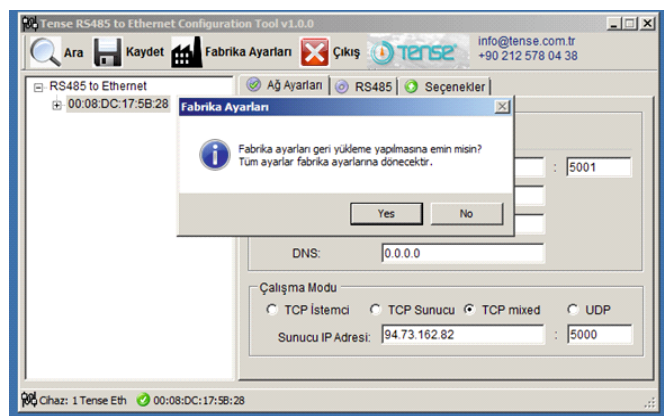 Tense RS485 to Ethernet Configuration Tool v1.0.0
Ara Kaydet Fabrika Ayarları Çıkış TENSE info@tense.com.tr
+90 212 578 04 38
RS485 to Ethernet
00:08:DC:17:5B:28
Ağ Ayarları RS485 Seçenekler
Fabrika Ayarları
Fabrika ayarları geri yükleme yapılmasına emin misin?
Tüm ayarlar fabrika ayarlarına dönecektir.
Yes No
: 5001
DNS: 0.0.0.0
Çalışma Modu
TCP İstemci TCP Sunucu TCP mixed UDP
Sunucu IP Adresi: 94.73.162.82 : 5000
Cihaz: 1 Tense Eth 00:08:DC:17:5B:28